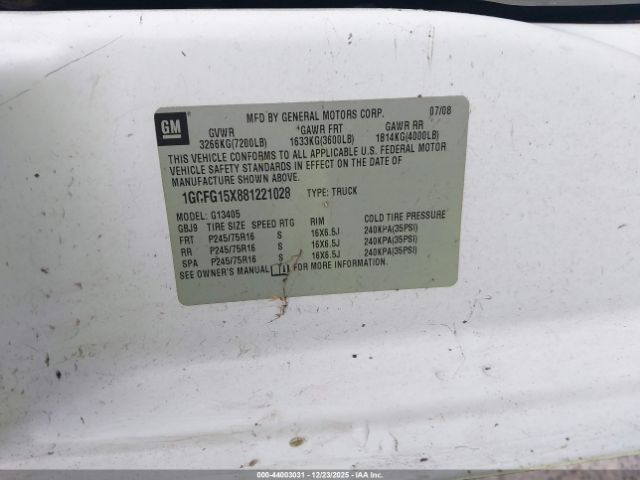 MFD BY GENERAL MOTORS CORP. 07/08
GM
GVWR *GAWR FRT GAWR RR
3266KG(7200LB) 1633KG(3600LB) 1814KG(4000LB)
THIS VEHICLE CONFORMS TO ALL APPLICABLE U.S. FEDERAL MOTOR
VEHICLE SAFETY STANDARDS IN EFFECT ON THE DATE OF
MANUFACTURE SHOWN ABOVE.
1GCFG15X881221028 TYPE: TRUCK
MODEL: G13405
GBJ9 TIRE SIZE SPEED RTG RIM COLD TIRE PRESSURE
FRT P245/75R16 S 16X6.5J 240KPA(35PSI)
RR P245/75R16 S 16X6.5J 240KPA(35PSI)
SPA P245/75R16 S 16X6.5J 240KPA(35PSI)
SEE OWNER'S MANUAL FOR MORE INFORMATION.
© IAA-44003031 12/23/2025 IAAI.COM